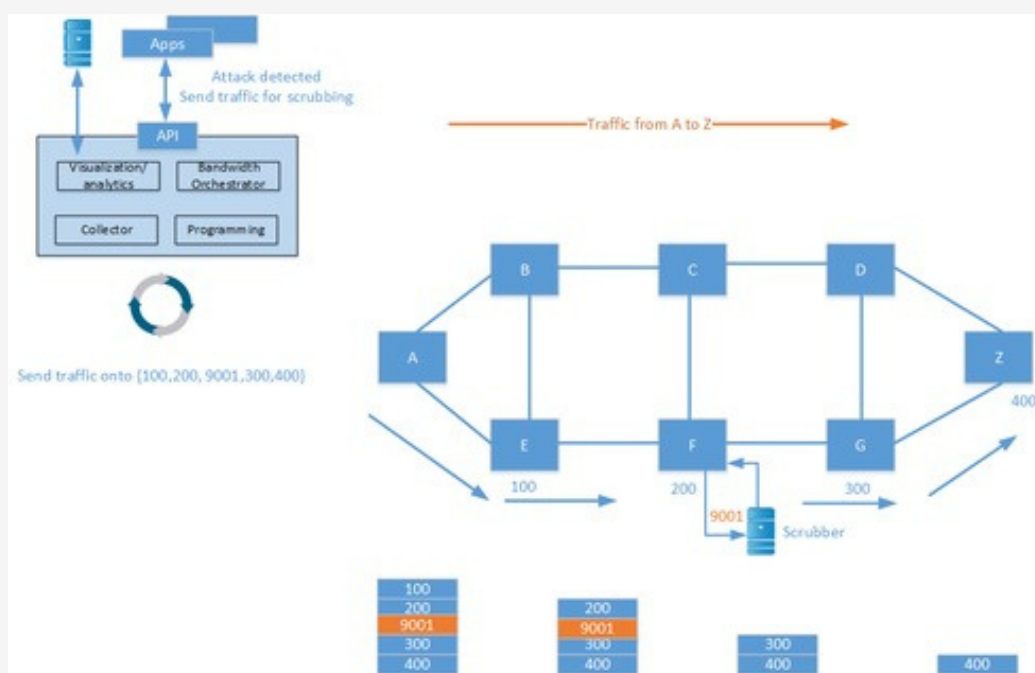 Apps
Attack detected
Send traffic for scrubbing
API
Visualization/
analytics
Bandwidth
Orchestrator
Collector
Programming
Send traffic onto {100,200, 9001,300,400}
Traffic from A to Z
B
C
D
A
Z
400
E
F
G
100
200
300
9001
Scrubber
100
200
9001
300
400
200
9001
300
400
300
400
400